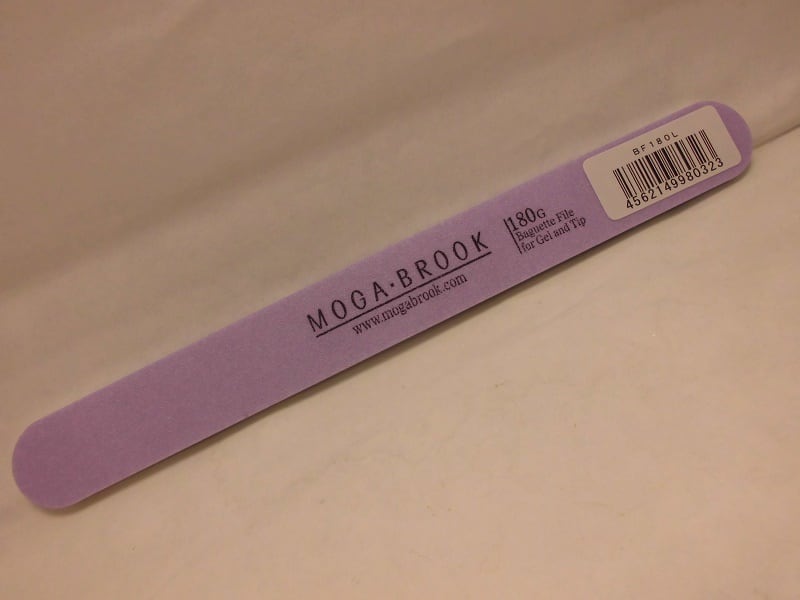 MOGA·BROOK
www.mogabrook.com
180G
Baguette File
for Gel and Tip
BF180L
4562149980323